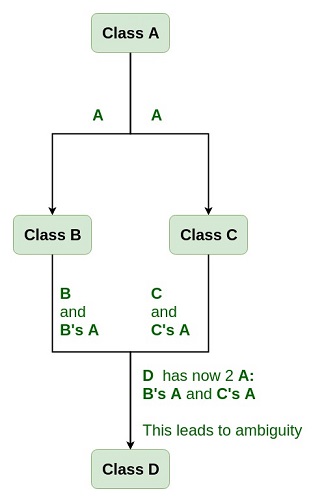 Class A
A
A
Class B
Class C
B
and
B's A
C
and
C's A
D has now 2 A:
B's A and C's A
This leads to ambiguity
Class D